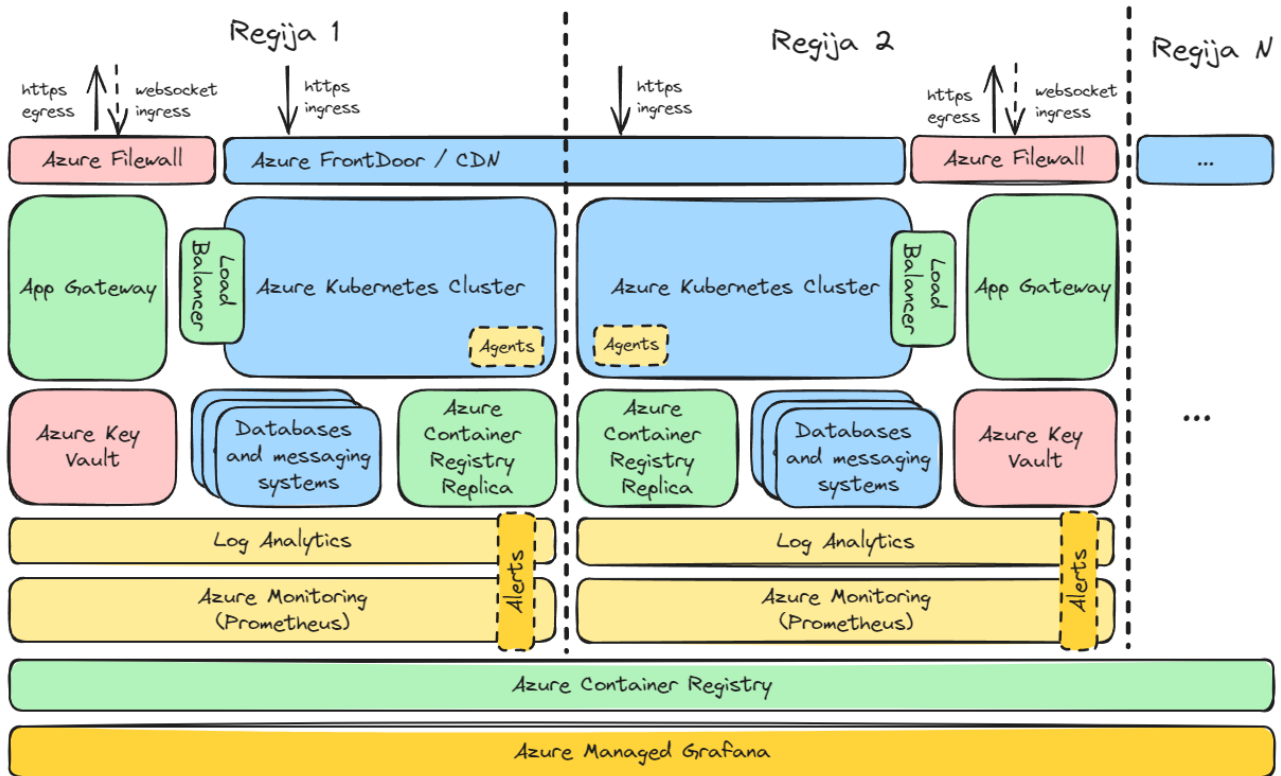 Regija 1
Regija 2
Regija N
https
egress
websocket
ingress
https
ingress
https
ingress
https
egress
websocket
ingress
Azure Filewall
Azure FrontDoor / CDN
Azure Filewall
...
App Gateway
Load
Balancer
Azure Kubernetes Cluster
Agents
Azure Kubernetes Cluster
Agents
Load
Balancer
App Gateway
Azure Key
Vault
Databases
and messaging
systems
Azure
Container
Registry
Replica
Azure
Container
Registry
Replica
Databases
and messaging
systems
Azure Key
Vault
...
Log Analytics
Azure Monitoring
(Prometheus)
Alerts
Log Analytics
Azure Monitoring
(Prometheus)
Alerts
Azure Container Registry
Azure Managed Grafana